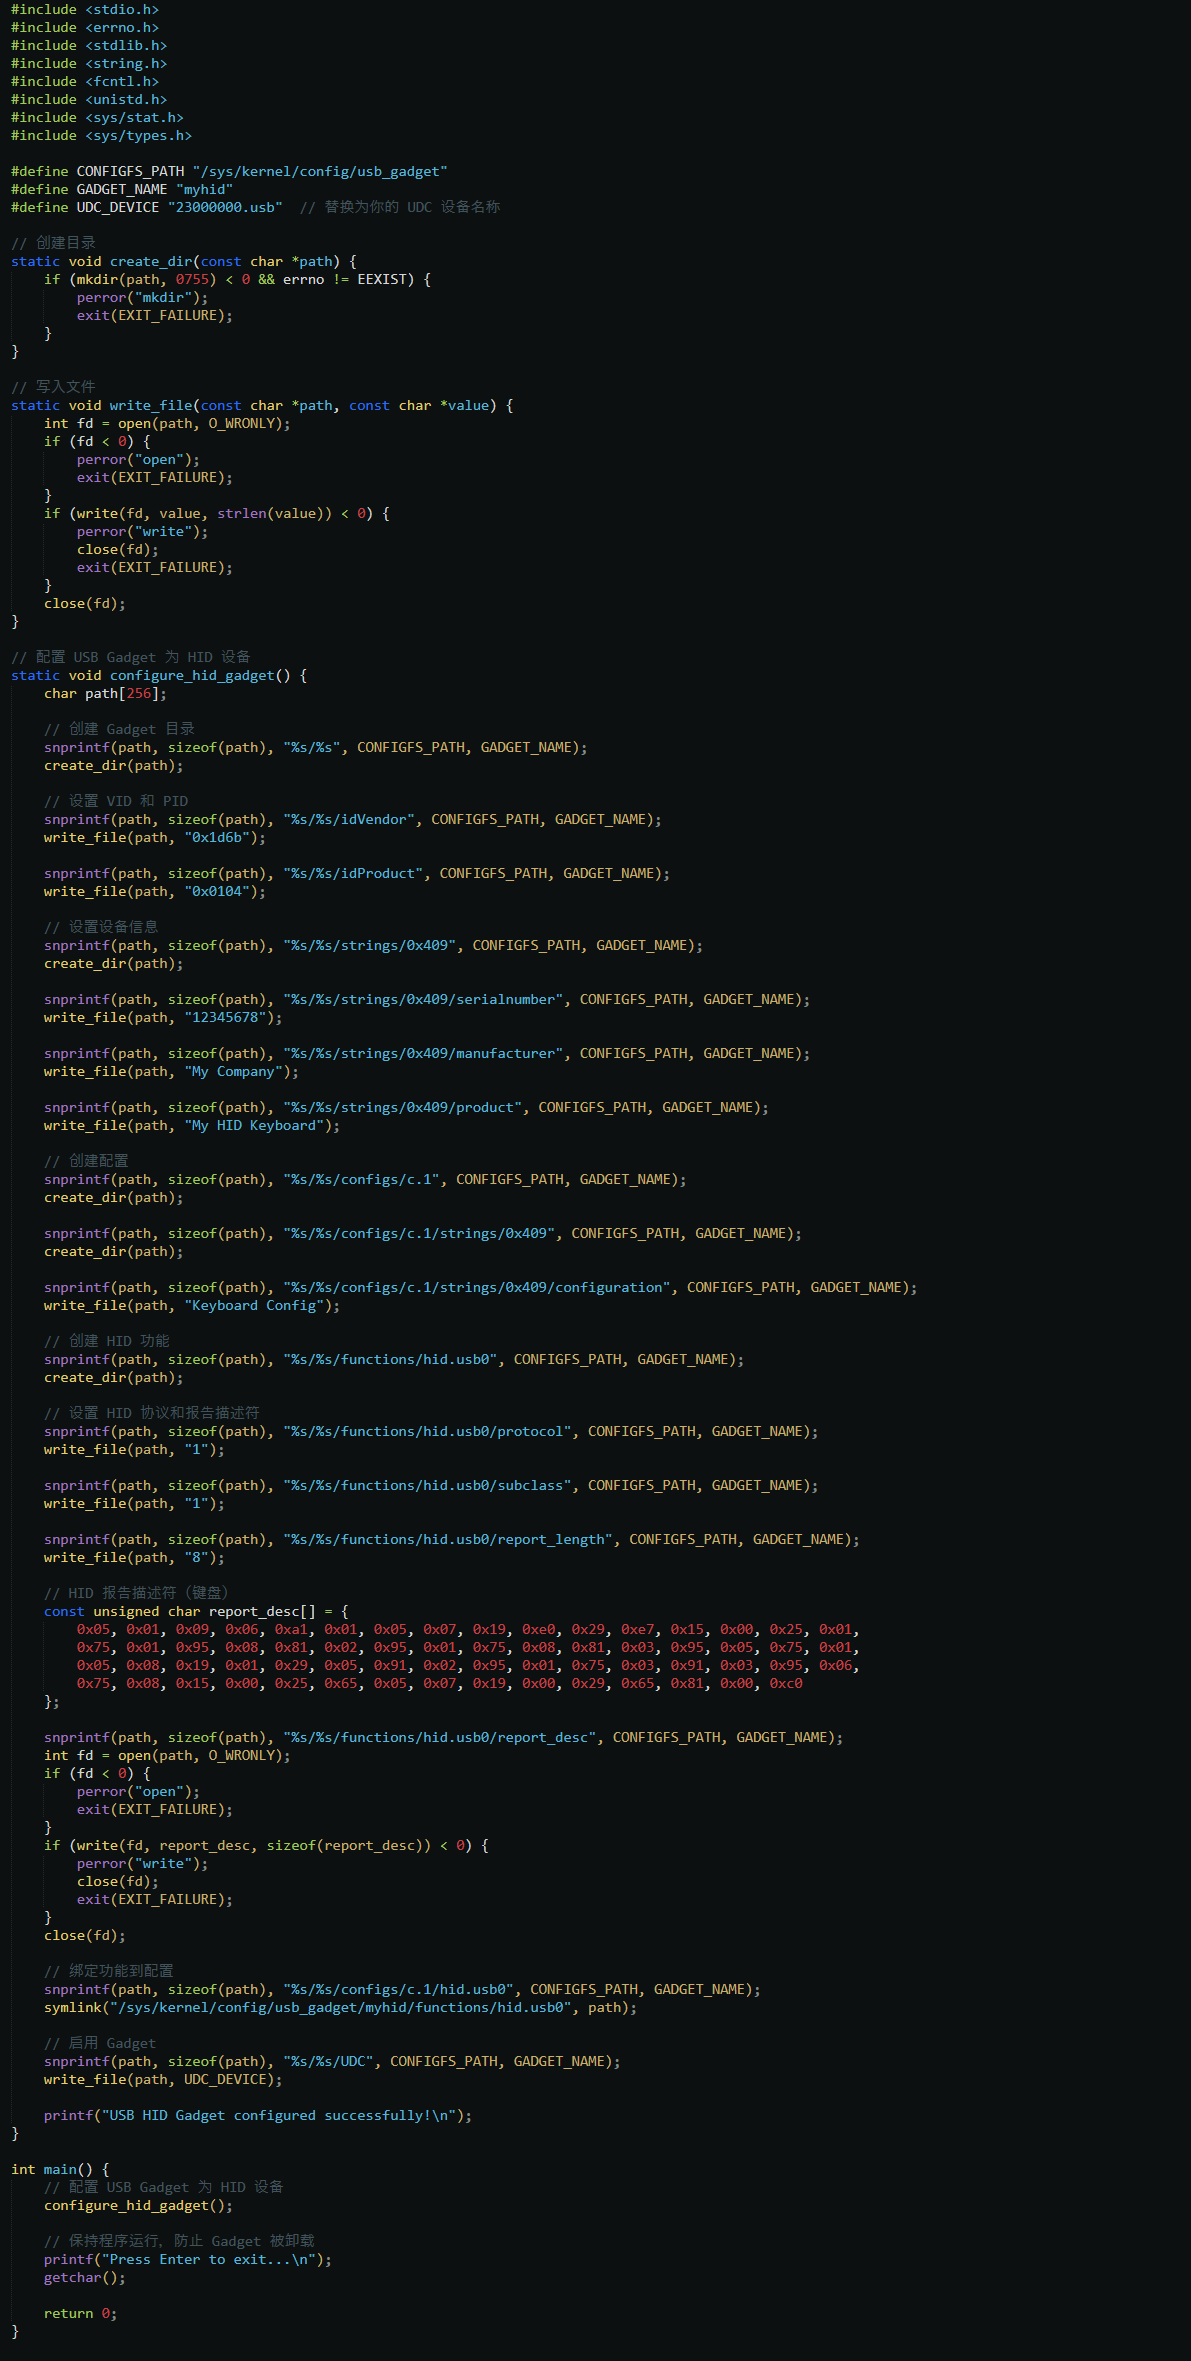 #include <stdio.h>
#include <errno.h>
#include <stdlib.h>
#include <string.h>
#include <fcntl.h>
#include <unistd.h>
#include <sys/stat.h>
#include <sys/types.h>

#define CONFIGFS_PATH "/sys/kernel/config/usb_gadget"
#define GADGET_NAME "myhid"
#define UDC_DEVICE "23000000.usb"  // 替换为你的 UDC 设备名称

// 创建目录
static void create_dir(const char *path) {
    if (mkdir(path, 0755) < 0 && errno != EEXIST) {
        perror("mkdir");
        exit(EXIT_FAILURE);
    }
}

// 写入文件
static void write_file(const char *path, const char *value) {
    int fd = open(path, O_WRONLY);
    if (fd < 0) {
        perror("open");
        exit(EXIT_FAILURE);
    }
    if (write(fd, value, strlen(value)) < 0) {
        perror("write");
        close(fd);
        exit(EXIT_FAILURE);
    }
    close(fd);
}

// 配置 USB Gadget 为 HID 设备
static void configure_hid_gadget() {
    char path[256];

    // 创建 Gadget 目录
    snprintf(path, sizeof(path), "%s/%s", CONFIGFS_PATH, GADGET_NAME);
    create_dir(path);

    // 设置 VID 和 PID
    snprintf(path, sizeof(path), "%s/%s/idVendor", CONFIGFS_PATH, GADGET_NAME);
    write_file(path, "0x1d6b");

    snprintf(path, sizeof(path), "%s/%s/idProduct", CONFIGFS_PATH, GADGET_NAME);
    write_file(path, "0x0104");

    // 设置设备信息
    snprintf(path, sizeof(path), "%s/%s/strings/0x409", CONFIGFS_PATH, GADGET_NAME);
    create_dir(path);

    snprintf(path, sizeof(path), "%s/%s/strings/0x409/serialnumber", CONFIGFS_PATH, GADGET_NAME);
    write_file(path, "12345678");

    snprintf(path, sizeof(path), "%s/%s/strings/0x409/manufacturer", CONFIGFS_PATH, GADGET_NAME);
    write_file(path, "My Company");

    snprintf(path, sizeof(path), "%s/%s/strings/0x409/product", CONFIGFS_PATH, GADGET_NAME);
    write_file(path, "My HID Keyboard");

    // 创建配置
    snprintf(path, sizeof(path), "%s/%s/configs/c.1", CONFIGFS_PATH, GADGET_NAME);
    create_dir(path);

    snprintf(path, sizeof(path), "%s/%s/configs/c.1/strings/0x409", CONFIGFS_PATH, GADGET_NAME);
    create_dir(path);

    snprintf(path, sizeof(path), "%s/%s/configs/c.1/strings/0x409/configuration", CONFIGFS_PATH, GADGET_NAME);
    write_file(path, "Keyboard Config");

    // 创建 HID 功能
    snprintf(path, sizeof(path), "%s/%s/functions/hid.usb0", CONFIGFS_PATH, GADGET_NAME);
    create_dir(path);

    // 设置 HID 协议和报告描述符
    snprintf(path, sizeof(path), "%s/%s/functions/hid.usb0/protocol", CONFIGFS_PATH, GADGET_NAME);
    write_file(path, "1");

    snprintf(path, sizeof(path), "%s/%s/functions/hid.usb0/subclass", CONFIGFS_PATH, GADGET_NAME);
    write_file(path, "1");

    snprintf(path, sizeof(path), "%s/%s/functions/hid.usb0/report_length", CONFIGFS_PATH, GADGET_NAME);
    write_file(path, "8");

    // HID 报告描述符（键盘）
    const unsigned char report_desc[] = {
        0x05, 0x01, 0x09, 0x06, 0xa1, 0x01, 0x05, 0x07, 0x19, 0xe0, 0x29, 0xe7, 0x15, 0x00, 0x25, 0x01,
        0x75, 0x01, 0x95, 0x08, 0x81, 0x02, 0x95, 0x01, 0x75, 0x08, 0x81, 0x03, 0x95, 0x05, 0x75, 0x01,
        0x05, 0x08, 0x19, 0x01, 0x29, 0x05, 0x91, 0x02, 0x95, 0x01, 0x75, 0x03, 0x91, 0x03, 0x95, 0x06,
        0x75, 0x08, 0x15, 0x00, 0x25, 0x65, 0x05, 0x07, 0x19, 0x00, 0x29, 0x65, 0x81, 0x00, 0xc0
    };

    snprintf(path, sizeof(path), "%s/%s/functions/hid.usb0/report_desc", CONFIGFS_PATH, GADGET_NAME);
    int fd = open(path, O_WRONLY);
    if (fd < 0) {
        perror("open");
        exit(EXIT_FAILURE);
    }
    if (write(fd, report_desc, sizeof(report_desc)) < 0) {
        perror("write");
        close(fd);
        exit(EXIT_FAILURE);
    }
    close(fd);

    // 绑定功能到配置
    snprintf(path, sizeof(path), "%s/%s/configs/c.1/hid.usb0", CONFIGFS_PATH, GADGET_NAME);
    symlink("/sys/kernel/config/usb_gadget/myhid/functions/hid.usb0", path);

    // 启用 Gadget
    snprintf(path, sizeof(path), "%s/%s/UDC", CONFIGFS_PATH, GADGET_NAME);
    write_file(path, UDC_DEVICE);

    printf("USB HID Gadget configured successfully!\n");
}

int main() {
    // 配置 USB Gadget 为 HID 设备
    configure_hid_gadget();

    // 保持程序运行，防止 Gadget 被卸载
    printf("Press Enter to exit...\n");
    getchar();

    return 0;
}